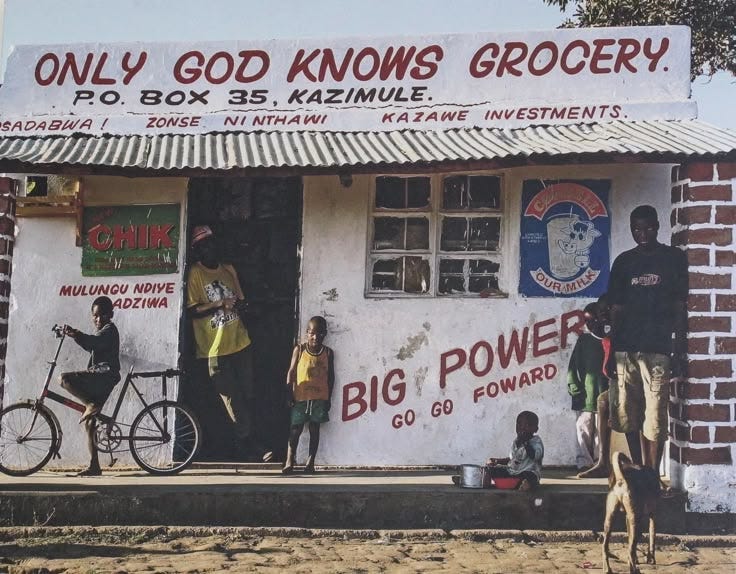 ONLY GOD KNOWS GROCERY.
P.O. BOX 35, KAZIMULE.
OSADABWA! ZONSE NI NTHAWI KAZAWE INVESTMENTS.
CHIK
MULUNGU NDIYE
ADZIWA
OUR MILK
BIG POWER
GO GO FOWARD